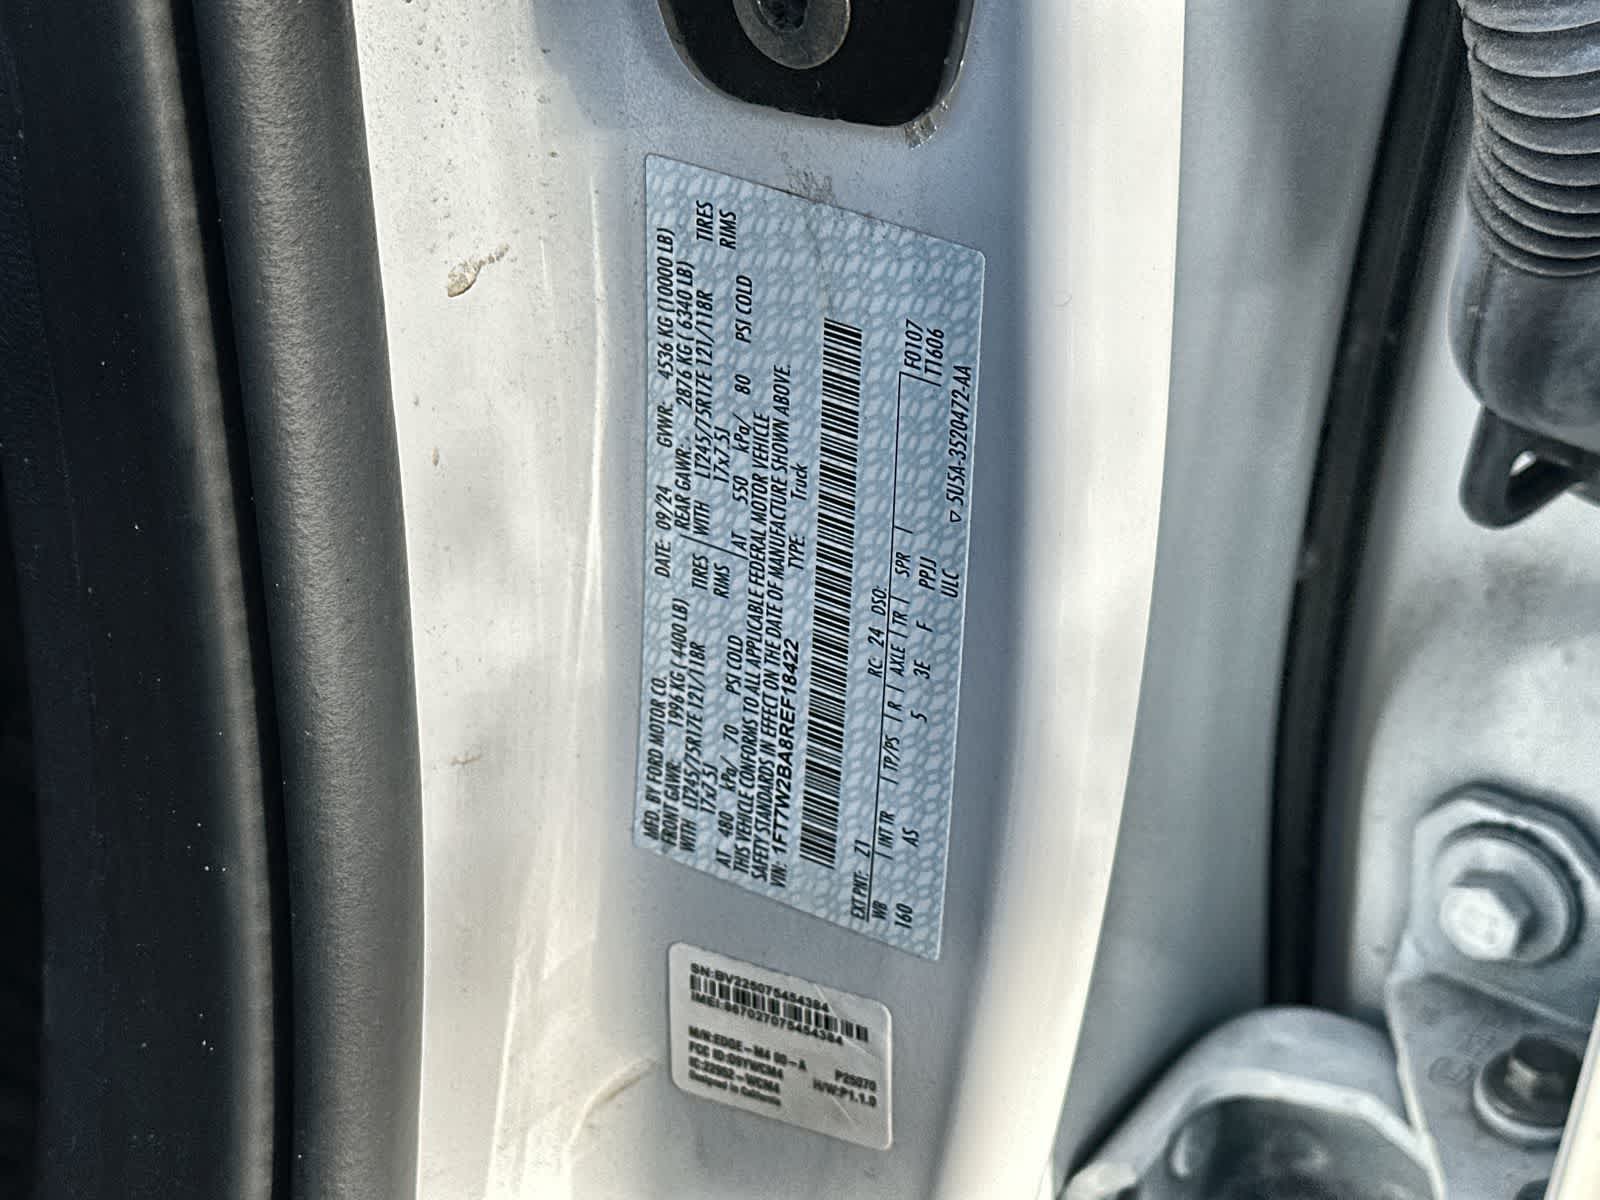 MFD. BY FORD MOTOR CO. DATE: 09/24 GVWR: 4536 KG (10000 LB)
FRONT GAWR: 1996 KG (4400 LB) REAR GAWR: 2876 KG (6340 LB)
WITH LT245/75R17E 121/118R TIRES WITH LT245/75R17E 121/118R TIRES
17x7.5J RIMS 17x7.5J RIMS
AT 480 kPa/ 70 PSI COLD AT 550 kPa/ 80 PSI COLD
THIS VEHICLE CONFORMS TO ALL APPLICABLE FEDERAL MOTOR VEHICLE
SAFETY STANDARDS IN EFFECT ON THE DATE OF MANUFACTURE SHOWN ABOVE.
VIN: 1FT7W2BA8REF18422 TYPE: Truck
EXT PNT: Z1 RC: 24 DSO: F0107
WB INT TR TP/PS R AXLE TR SPR TT606
160 AS 5 3E F PPJJ
ULC 5U5A-3520472-AA
SN:BV225075454384
IMEI:867027075454384
M/N:EDGE-M4 60-A P25070
H/W:P1.1.0
Designed in California